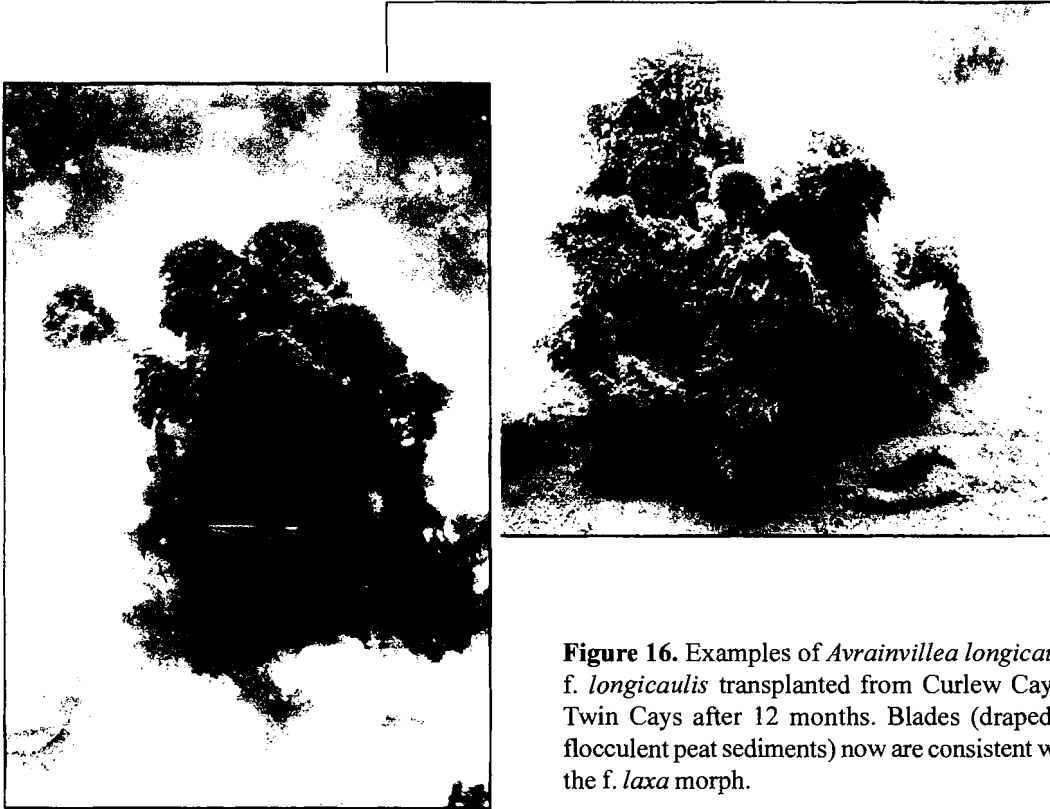 Figure 16. Examples of Avrainvillea
f. longicaulis transplanted from Curlew
Twin Cays after 12 months. Blades (draped
flocculent peat sediments) now are consistent
the f. laxa morph.